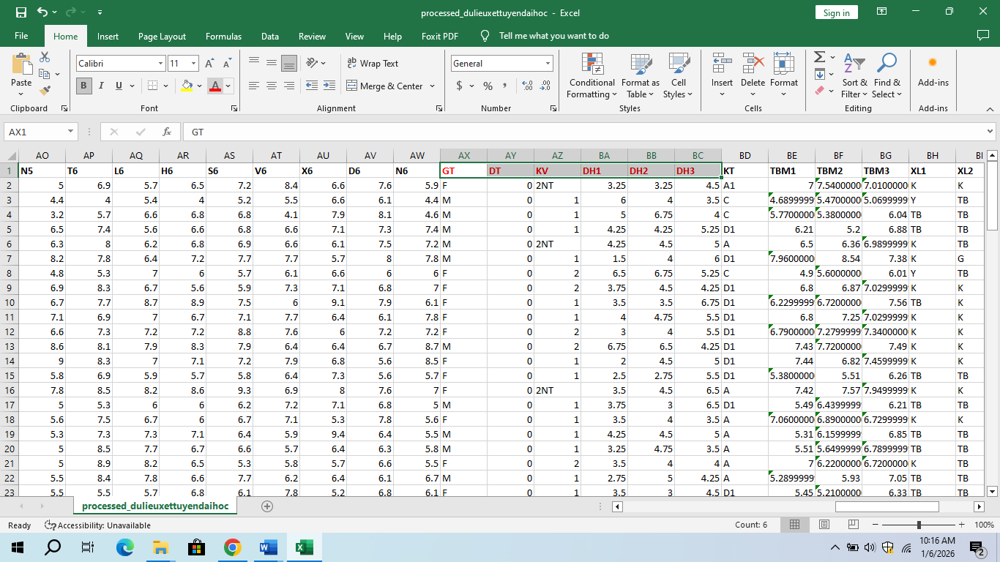 processed_dulieuxettuyendaihoc - Excel
Sign in
File Home Insert Page Layout Formulas Data Review View Help Foxit PDF Tell me what you want to do
Paste
Clipboard
Calibri 11
B I U
Font
Wrap Text
Merge & Center
Alignment
General
$ % ,
Number
Conditional Formatting
Format as Table
Cell Styles
Styles
Insert Delete Format
Cells
Sort & Filter
Find & Select
Editing
Add-ins
Add-ins
AX1 fx GT
AO AP AQ AR AS AT AU AV AW AX AY AZ BA BB BC BD BE BF BG BH BI
1 N5 T6 L6 H6 S6 V6 X6 D6 N6 GT DT KV DH1 DH2 DH3 KT TBM1 TBM2 TBM3 XL1 XL2
2 5 6.9 5.7 6.5 7.2 8.4 6.6 7.6 5.9 F 0 2NT 3.25 3.25 4.5 A1 7 7.5400000 7.0100000 K K
3 4.4 4 5.4 4 5.2 5.5 6.6 6.1 4.4 M 0 1 6 4 3.5 C 4.6899999 5.4700000 5.0699999 Y TB
4 3.2 5.7 6.6 6.8 6.8 4.1 7.9 8.1 4.6 M 0 1 5 6.75 4 C 5.7700000 5.3800000 6.04 TB TB
5 6.5 7.4 5.6 6.6 6.8 6.6 7.1 7.3 7.4 M 0 1 4.25 4.25 5.25 D1 6.21 5.2 6.88 TB TB
6 6.3 8 6.2 6.8 6.9 6.6 6.1 7.5 7.2 M 0 2NT 4.25 4.5 5 A 6.5 6.36 6.9899999 K TB
7 8.2 7.8 6.4 7.2 7.7 7.7 5.7 8 7.8 M 0 1 1.5 4 6 D1 7.9600000 8.54 7.38 K G
8 4.8 5.3 7 6 5.7 6.1 6.6 6 6 F 0 2 6.5 6.75 5.25 C 4.9 5.6000000 6.01 Y TB
9 6.9 8.3 6.7 5.6 5.9 7.3 7.1 6.8 7 F 0 2 3.75 4.5 4.25 D1 6.8 6.87 7.0299999 K K
10 6.7 7.7 8.7 8.9 7.5 6 9.1 7.9 6.1 F 0 1 3.5 3.5 6.75 D1 6.2299999 6.7200000 7.56 TB K
11 7.1 6.9 7 6.7 7.1 7.7 6.4 6.1 7.8 F 0 1 4 4.75 5.5 D1 6.8 7.25 7.0299999 K K
12 6.6 7.3 7.2 7.2 8.8 7.6 6 7.2 7.2 F 0 2 3 4 5.5 D1 6.7900000 7.2799999 7.3400000 K K
13 8.6 8.1 7.9 8.3 7.9 6.4 6.4 6.7 8.7 M 0 2 6.75 6.5 4.25 D1 7.43 7.7200000 7.49 K K
14 9 8.3 7 7.1 7.2 7.9 6.8 5.6 8.5 F 0 1 2 4.5 5 D1 7.44 6.82 7.4599999 K K
15 5.8 6.9 5.9 5.7 5.8 6.4 7.3 5.6 5.7 F 0 1 2.5 2.75 5.5 D1 5.3800000 5.51 6.26 TB TB
16 7.8 8.5 8.2 8.6 9.3 6.9 8 7.6 7 F 0 2NT 3.5 4.5 6.5 A 7.42 7.57 7.9499999 K K
17 5 5.3 6 6 6.2 7.2 7.1 6.8 5 M 0 1 3.75 3 6.5 D1 5.49 6.4399999 6.21 TB TB
18 5.6 7.5 6.7 6 6.7 7.1 5.3 7.8 5.6 F 0 1 3.5 4 3.5 A 7.0600000 6.8900000 6.7299999 K K
19 5.3 7.3 7.3 7.1 6.4 5.9 9.4 6.4 5.5 M 0 1 4.25 4.5 5 A 5.31 6.1599999 6.85 TB TB
20 5 8.5 7.7 6.7 6.6 5.7 6.4 6.3 5.8 M 0 1 3.25 4.75 3.5 A 5.51 5.6499999 6.7899999 TB TB
21 5 8.9 8.2 6.5 5.3 5.8 5.7 6.6 5.5 F 0 2 3.5 4 4 A 7 6.2200000 6.7200000 K TB
22 5.5 8.4 7.8 6.6 7.7 6.2 6.4 6.1 6.7 M 0 1 2.75 5 4.25 A 5.2899999 5.93 7.05 TB TB
23 5.5 5.5 5.7 6.8 6.1 7.8 5.2 6.8 6.1 F 0 1 3.5 3 4.5 D1 5.45 5.2100000 6.33 TB TB
processed_dulieuxettuyendaihoc
Ready Accessibility: Unavailable Count: 6 100%
10:16 AM
1/6/2026
2